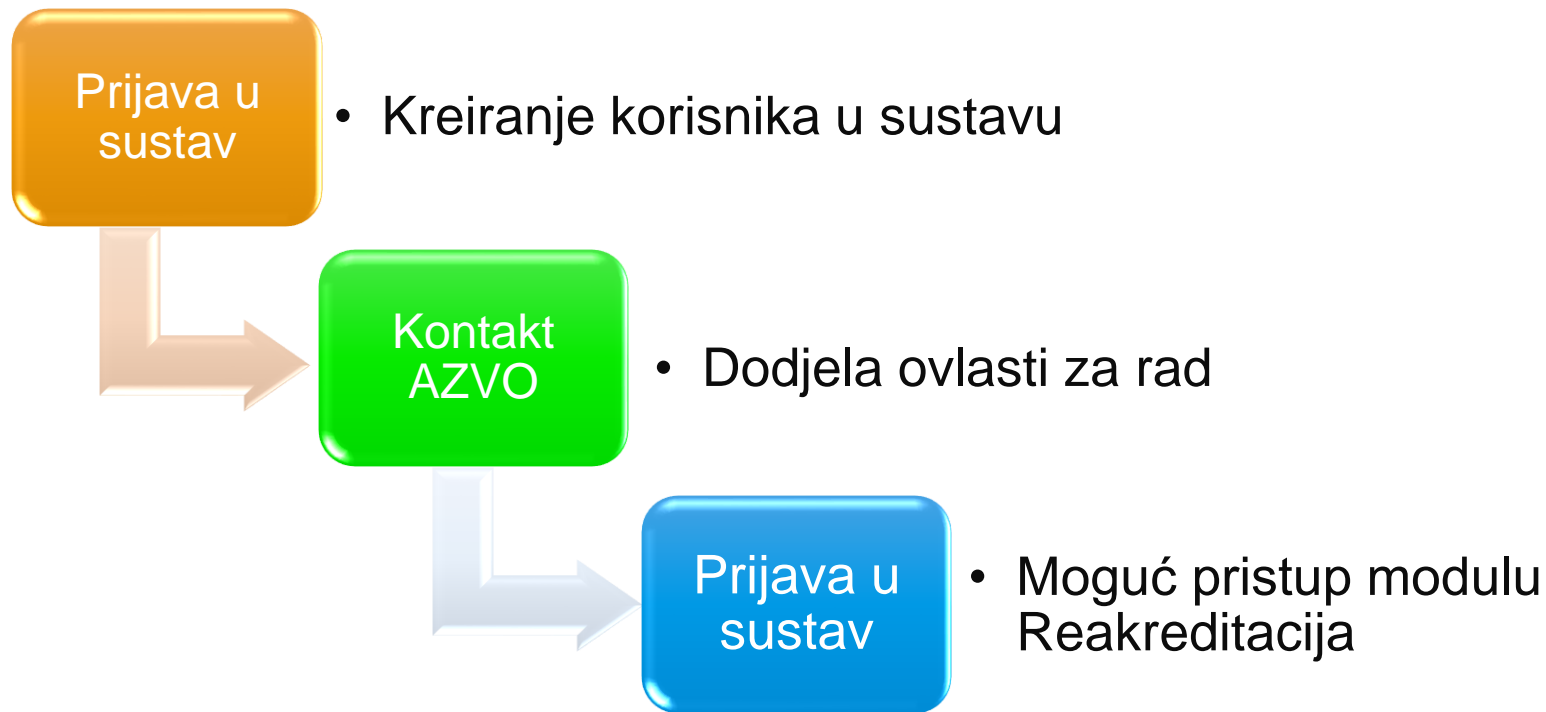 Prijava u
sustav
• Kreiranje korisnika u sustavu
Kontakt
AZVO
• Dodjela ovlasti za rad
Prijava u
sustav
• Moguć pristup modulu
Reakreditacija